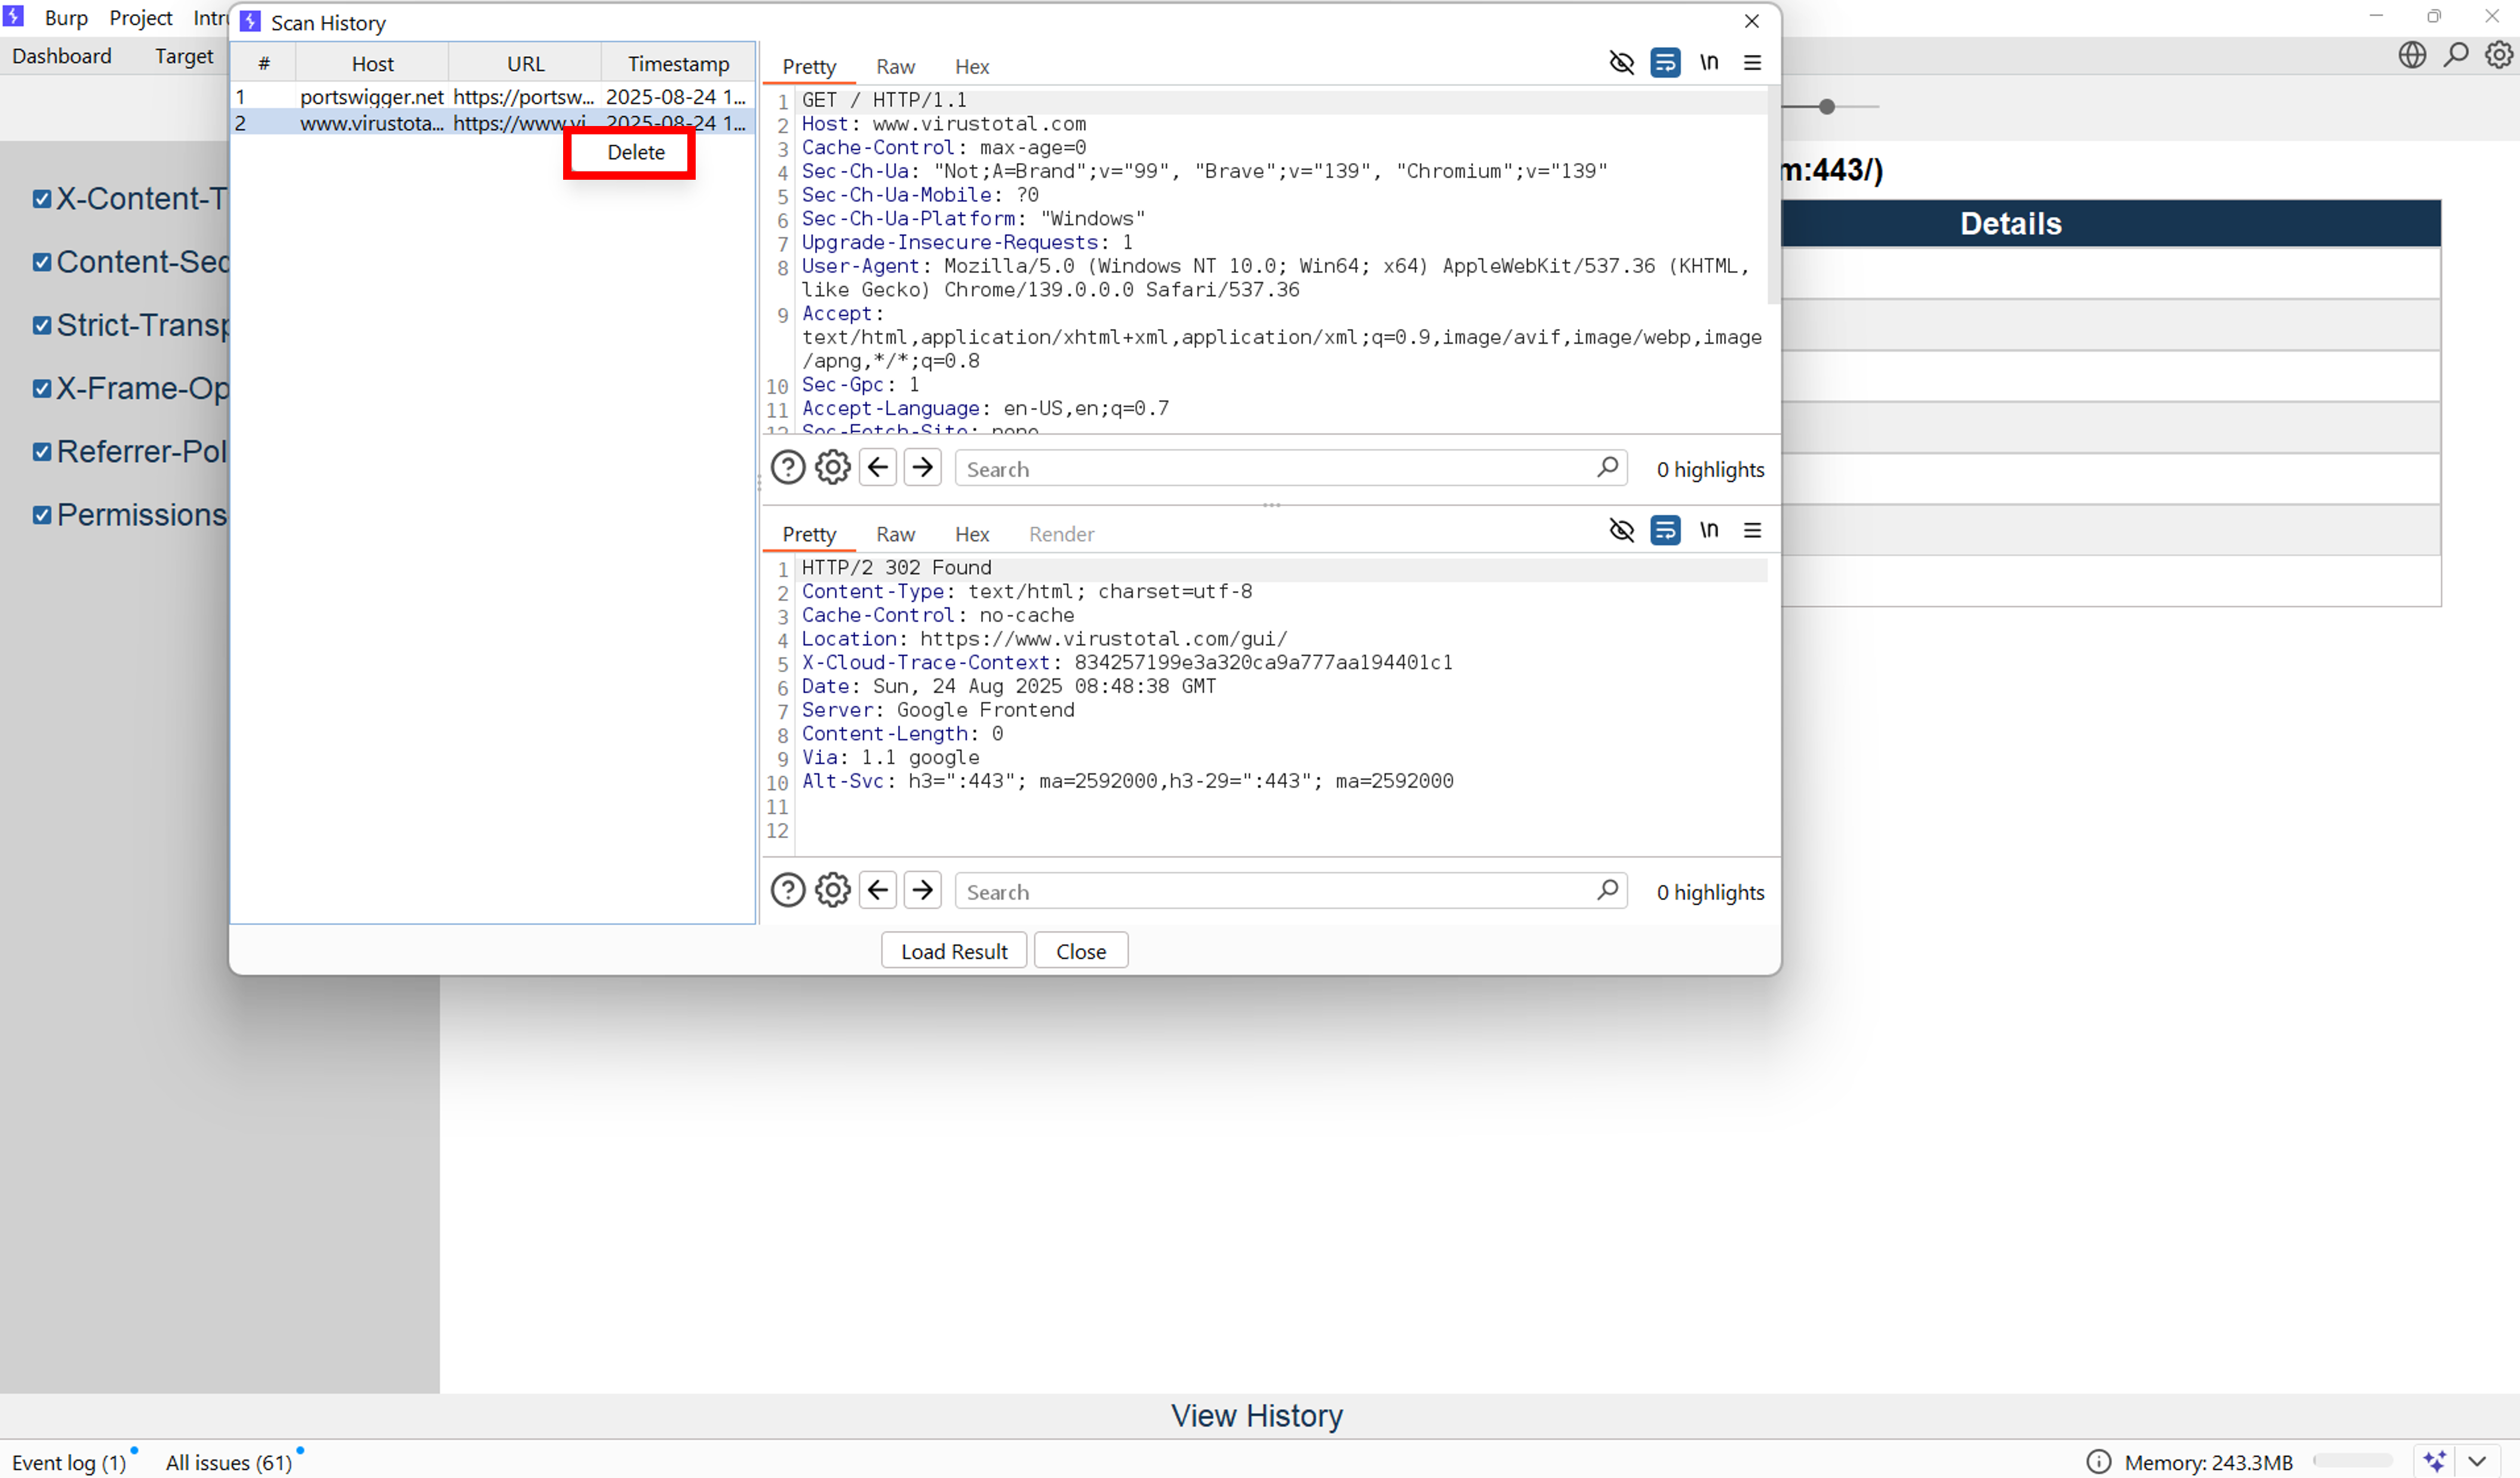 Burp Project Intru
Scan History
Dashboard Target
# Host URL Timestamp
1 portswigger.net https://portsw... 2025-08-24 1...
2 www.virustota... https://www.vi 2025-08-24 1...
Delete
X-Content-T
Content-Sec
Strict-Transp
X-Frame-Op
Referrer-Pol
Permissions
Pretty Raw Hex
\n
1 GET / HTTP/1.1
2 Host: www.virustotal.com
3 Cache-Control: max-age=0
4 Sec-Ch-Ua: "Not;A=Brand";v="99", "Brave";v="139", "Chromium";v="139"
5 Sec-Ch-Ua-Mobile: ?0
6 Sec-Ch-Ua-Platform: "Windows"
7 Upgrade-Insecure-Requests: 1
8 User-Agent: Mozilla/5.0 (Windows NT 10.0; Win64; x64) AppleWebKit/537.36 (KHTML,
like Gecko) Chrome/139.0.0.0 Safari/537.36
9 Accept:
text/html,application/xhtml+xml,application/xml;q=0.9,image/avif,image/webp,image
/apng,*/*;q=0.8
10 Sec-Gpc: 1
11 Accept-Language: en-US,en;q=0.7
12 Sec-Fetch-Site: none
Search
0 highlights
Pretty Raw Hex Render
\n
1 HTTP/2 302 Found
2 Content-Type: text/html; charset=utf-8
3 Cache-Control: no-cache
4 Location: https://www.virustotal.com/gui/
5 X-Cloud-Trace-Context: 834257199e3a320ca9a777aa194401c1
6 Date: Sun, 24 Aug 2025 08:48:38 GMT
7 Server: Google Frontend
8 Content-Length: 0
9 Via: 1.1 google
10 Alt-Svc: h3=":443"; ma=2592000,h3-29=":443"; ma=2592000
11
12
Search
0 highlights
Load Result Close
m:443/)
Details
View History
Event log (1) All issues (61)
Memory: 243.3MB